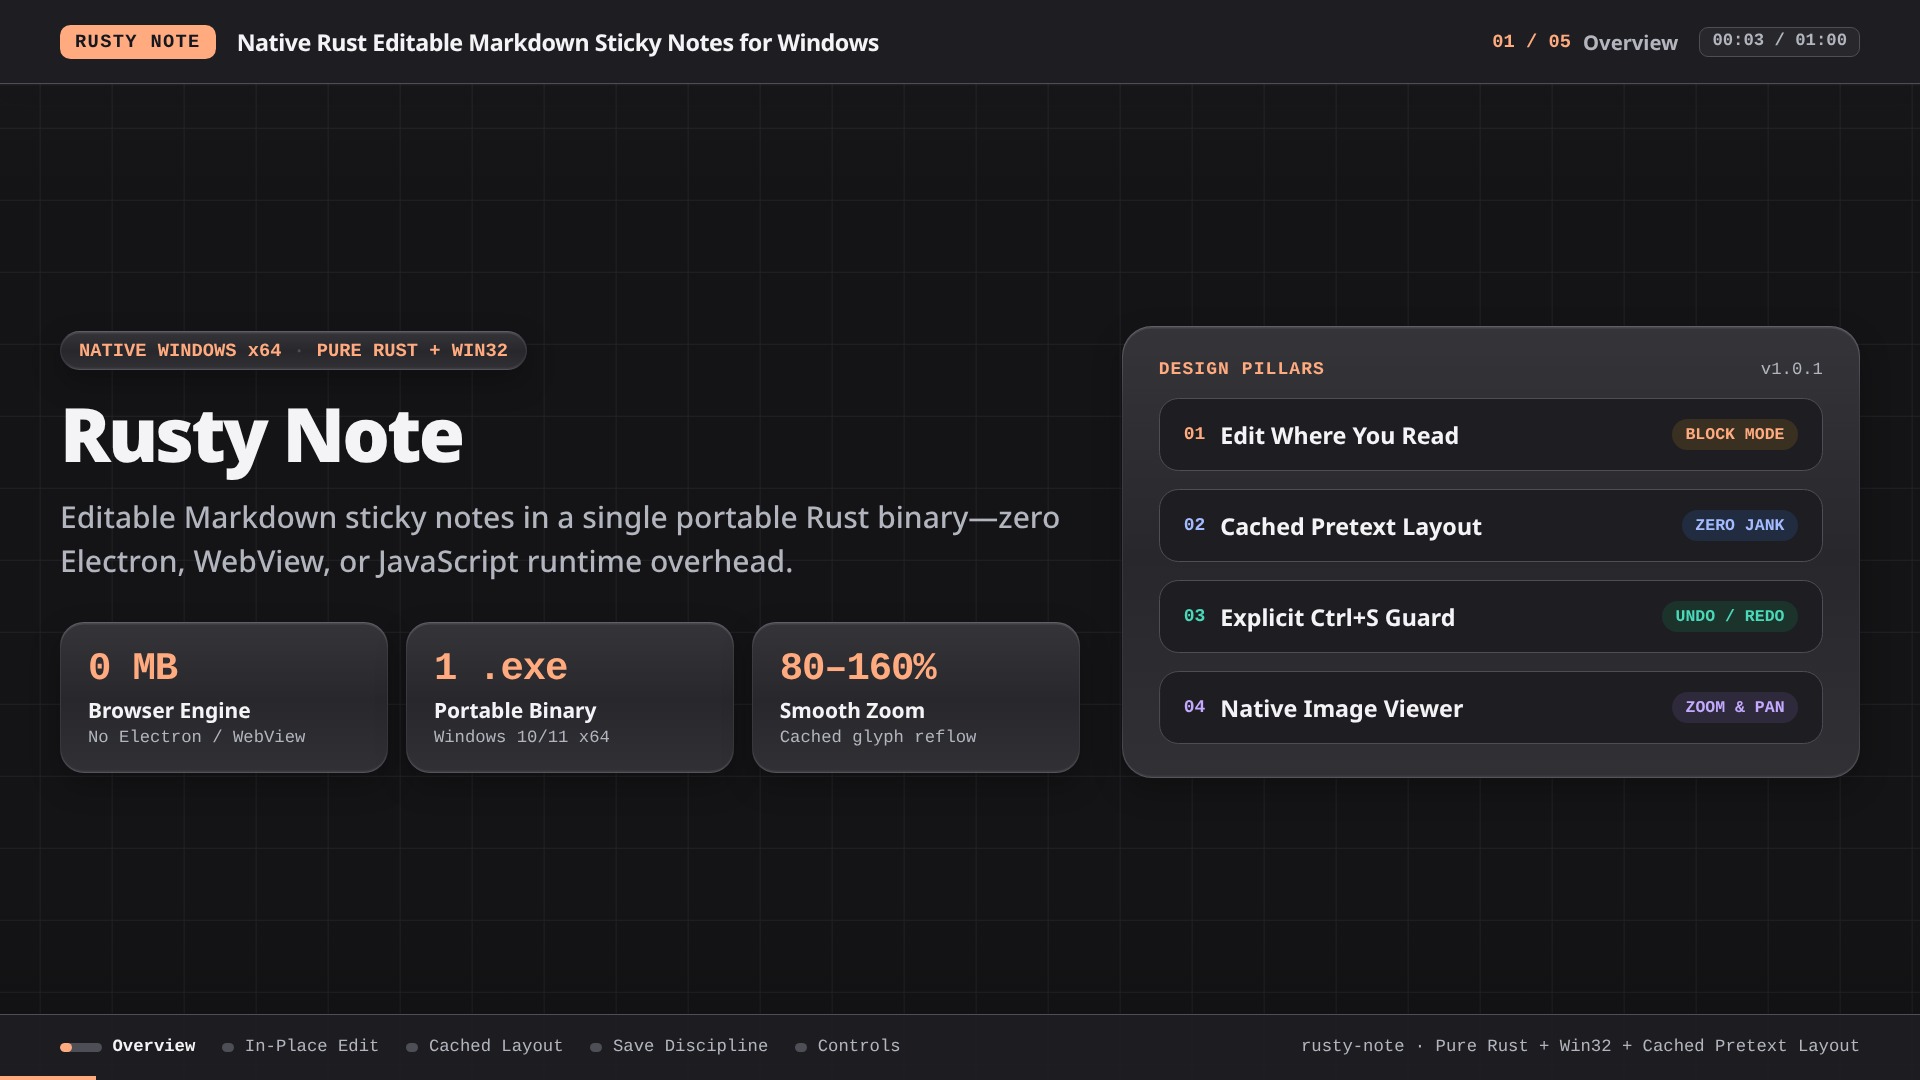 RUSTY NOTE
Native Rust Editable Markdown Sticky Notes for Windows
01 / 05 Overview
00:03 / 01:00
NATIVE WINDOWS x64 · PURE RUST + WIN32
Rusty Note
Editable Markdown sticky notes in a single portable Rust binary—zero
Electron, WebView, or JavaScript runtime overhead.
0 MB
Browser Engine
No Electron / WebView
1 .exe
Portable Binary
Windows 10/11 x64
80–160%
Smooth Zoom
Cached glyph reflow
DESIGN PILLARS
v1.0.1
01 Edit Where You Read
BLOCK MODE
02 Cached Pretext Layout
ZERO JANK
03 Explicit Ctrl+S Guard
UNDO / REDO
04 Native Image Viewer
ZOOM & PAN
Overview
In-Place Edit
Cached Layout
Save Discipline
Controls
rusty-note · Pure Rust + Win32 + Cached Pretext Layout